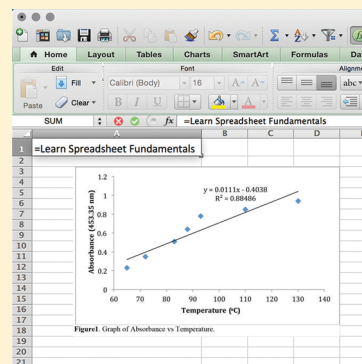 Home Layout Tables Charts SmartArt Formulas Da
Edit Font Alignme
Paste Fill Clear Calibri (Body) 16 A A abc
B I U A
SUM fx =Learn Spreadsheet Fundamentals
A B C D
1 =Learn Spreadsheet Fundamentals
2
3
4
5
6
7
8
9
10
11
12
13
14
15
16
17
18
19
20
21
1.2
1
0.8
0.6
0.4
0.2
0
Absorbance (453.35 nm)
y = 0.0111x - 0.4038
R² = 0.88486
60 70 80 90 100 110 120 130 140
Temperature (ºC)
Figure1. Graph of Absorbance vs Temperature.